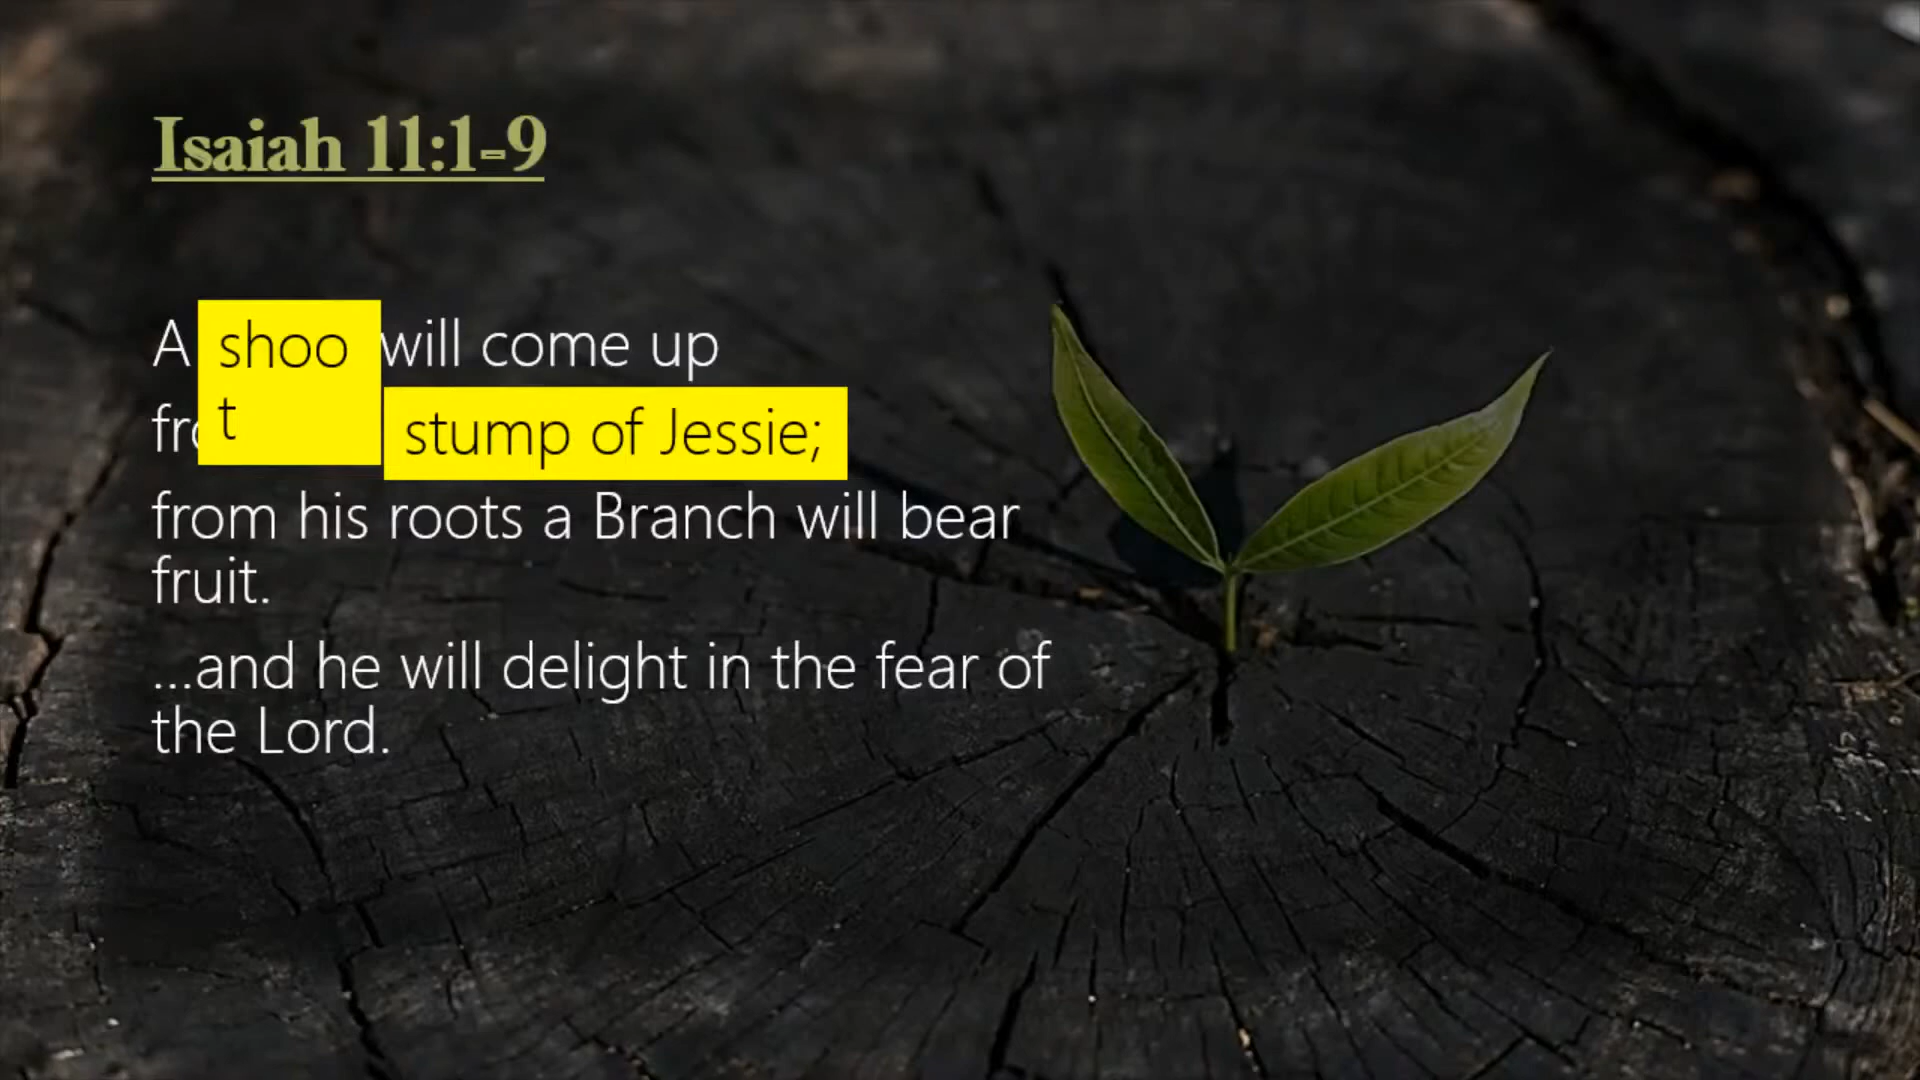 Isaiah 11:1-9
A shoo will come up
t
stump of Jessie;
from his roots a Branch will bear
fruit.
...and he will delight in the fear of
the Lord.